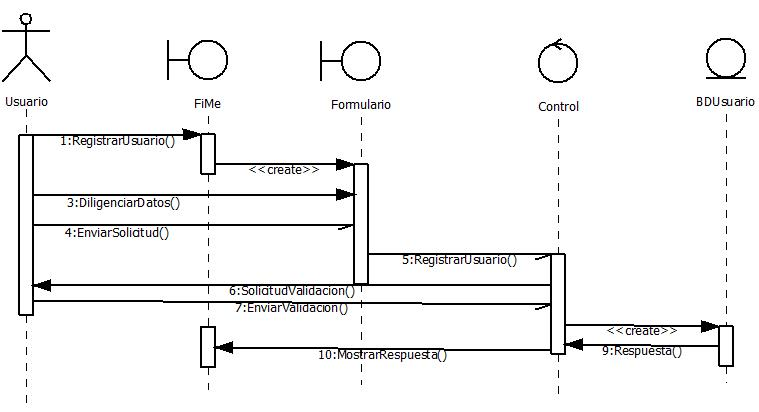 Usuario
FiMe
Formulario
Control
BDUsuario
1:RegistrarUsuario()
<<create>>
3:DiligenciarDatos()
4:EnviarSolicitud()
5:RegistrarUsuario()
6:SolicitudValidacion()
7:EnviarValidacion()
<<create>>
9:Respuesta()
10:MostrarRespuesta()